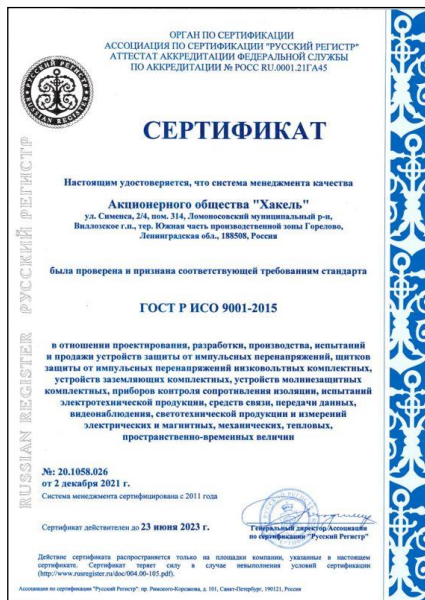 ОРГАН ПО СЕРТИФИКАЦИИ
АССОЦИАЦИЯ ПО СЕРТИФИКАЦИИ "РУССКИЙ РЕГИСТР"
АТТЕСТАТ АККРЕДИТАЦИИ ФЕДЕРАЛЬНОЙ СЛУЖБЫ
ПО АККРЕДИТАЦИИ № РОСС RU.0001.21ГА45
РУССКИЙ РЕГИСТР
RUSSIAN REGISTER
СЕРТИФИКАТ
Настоящим удостоверяется, что система менеджмента качества
Акционерного общества "Хакель"
ул. Сименса, 2/4, пом. 314, Ломоносовский муниципальный р-н,
Виллозское г.п., тер. Южная часть производственной зоны Горелово,
Ленинградская обл., 188508, Россия
была проверена и признана соответствующей требованиям стандарта
ГОСТ Р ИСО 9001-2015
в отношении проектирования, разработки, производства, испытаний
и продажи устройств защиты от импульсных перенапряжений, щитков
защиты от импульсных перенапряжений низковольтных комплектных,
устройств заземляющих комплектных, устройств молниезащитных
комплектных, приборов контроля сопротивления изоляции, испытаний
электротехнической продукции, средств связи, передачи данных,
видеонаблюдения, светотехнической продукции и измерений
электрических и магнитных, механических, тепловых,
пространственно-временных величин
№: 20.1058.026
от 2 декабря 2021 г.
Система менеджмента сертифицирована с 2011 года
Сертификат действителен до 23 июня 2023 г.
Генеральный директор Ассоциации
по сертификации "Русский Регистр"
Действие сертификата распространяется только на площадки компании, указанные в настоящем
сертификате. Сертификат теряет силу в случае невыполнения условий сертификации
(http://www.rusregister.ru/doc/004.00-105.pdf).
Ассоциация по сертификации "Русский Регистр": пр. Римского-Корсакова, д. 101, Санкт-Петербург, 190121, Россия
RUSSIAN REGISTER РУССКИЙ РЕГИСТР